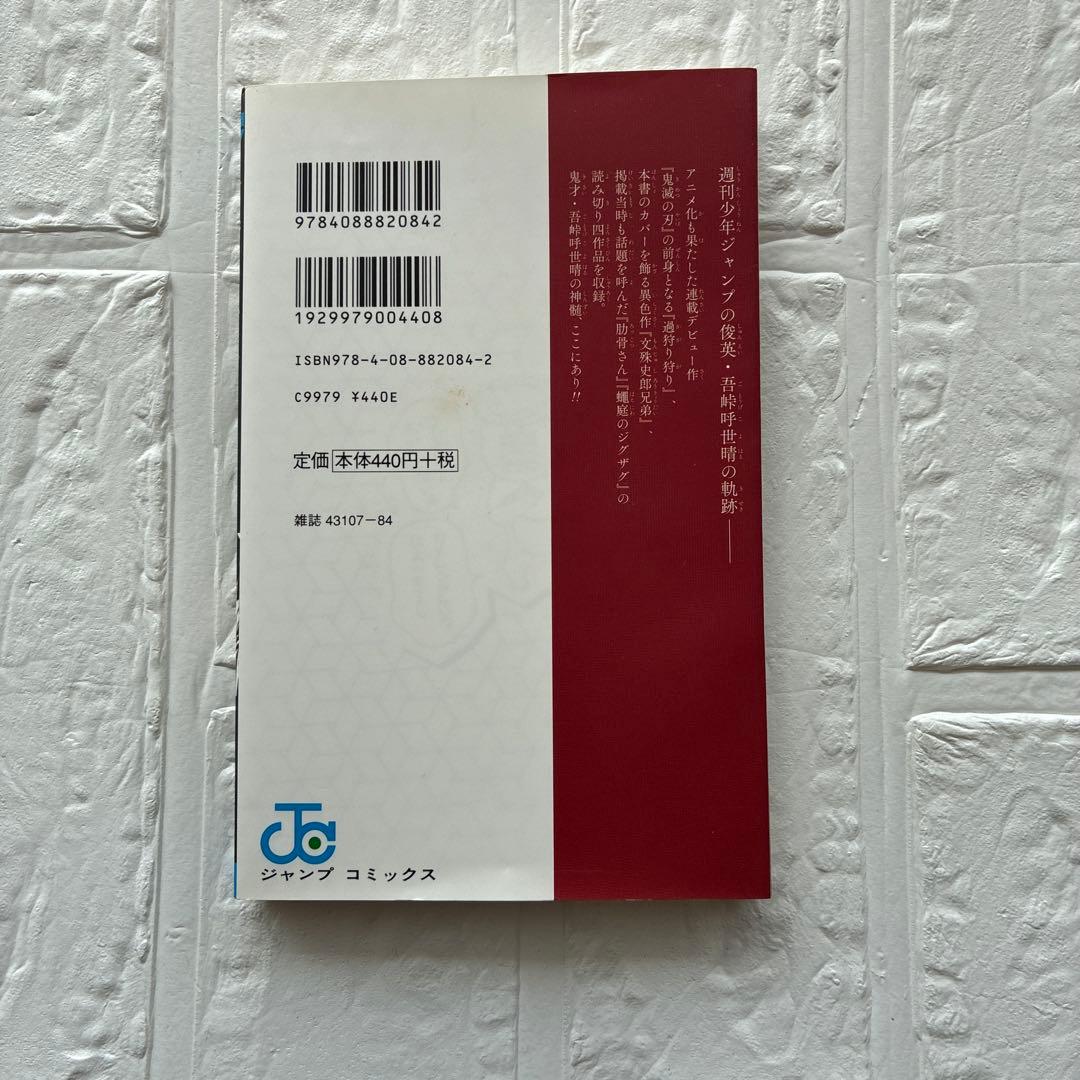 週刊少年ジャンプの俊英・吾峠呼世晴の軌跡――
アニメ化も果たした連載デビュー作
『鬼滅の刃』の前身となる『過狩り狩り』、
本書のカバーを飾る異色作『文殊史郎兄弟』、
掲載当時も話題を呼んだ『肋骨さん』『蠅庭のジグザグ』の
読み切り四作品を収録。
鬼才・吾峠呼世晴の神髄、ここにあり!!
9784088820842
1929979004408
ISBN978-4-08-882084-2
C9979 ¥440E
定価 本体440円+税
雑誌 43107-84
ジャンプ コミックス